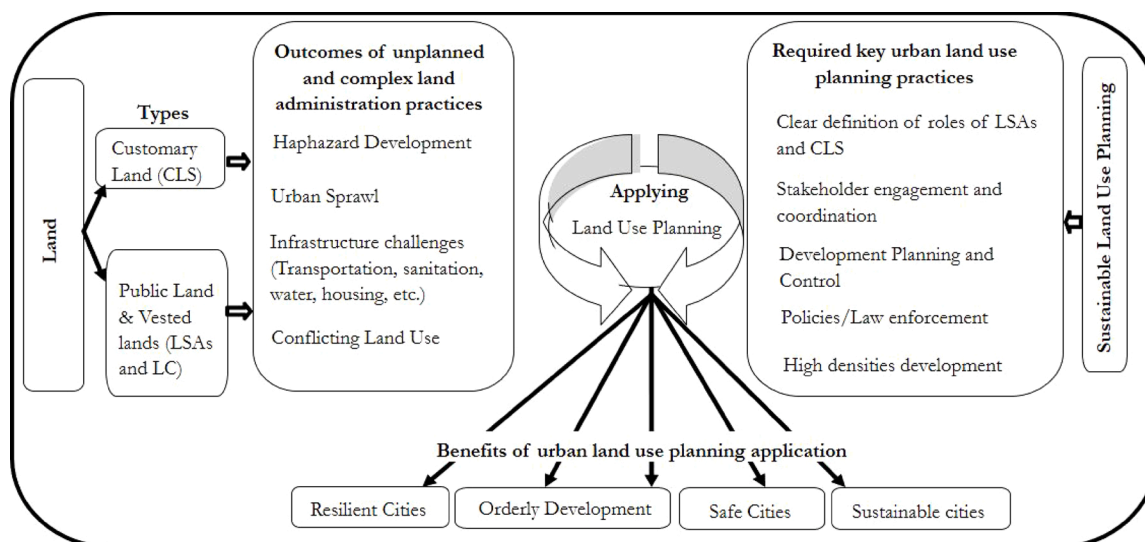 Land
Types
Customary
Land (CLS)
Public Land
& Vested
lands (LSAs
and LC)
Outcomes of unplanned
and complex land
administration practices
Haphazard Development
Urban Sprawl
Infrastructure challenges
(Transportation, sanitation,
water, housing, etc.)
Conflicting Land Use
Applying
Land Use Planning
Required key urban land use
planning practices
Clear definition of roles of LSAs
and CLS
Stakeholder engagement and
coordination
Development Planning and
Control
Policies/Law enforcement
High densities development
Sustainable Land Use Planning
Benefits of urban land use planning application
Resilient Cities
Orderly Development
Safe Cities
Sustainable cities